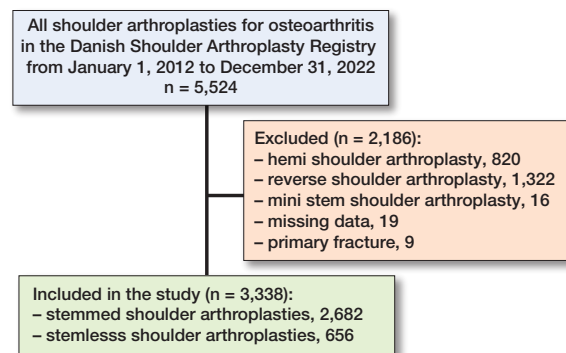 All shoulder arthroplasties for osteoarthritis
in the Danish Shoulder Arthroplasty Registry
from January 1, 2012 to December 31, 2022
n = 5,524
Excluded (n = 2,186):
– hemi shoulder arthroplasty, 820
– reverse shoulder arthroplasty, 1,322
– mini stem shoulder arthroplasty, 16
– missing data, 19
– primary fracture, 9
Included in the study (n = 3,338):
– stemmed shoulder arthroplasties, 2,682
– stemlesss shoulder arthroplasties, 656